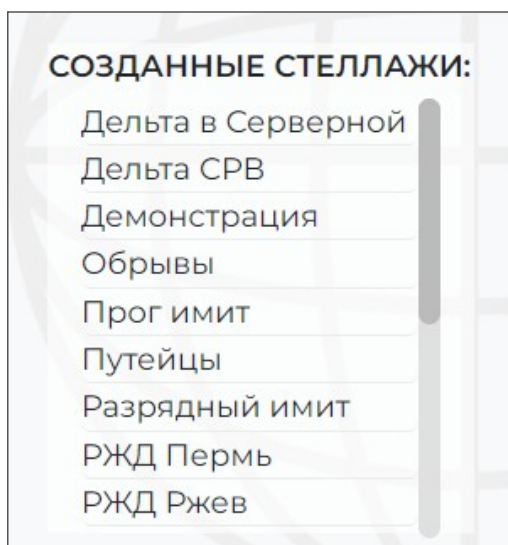 СОЗДАННЫЕ СТЕЛЛАЖИ:
Дельта в Серверной
Дельта СРВ
Демонстрация
Обрывы
Прог имит
Путейцы
Разрядный имит
РЖД Пермь
РЖД Ржев